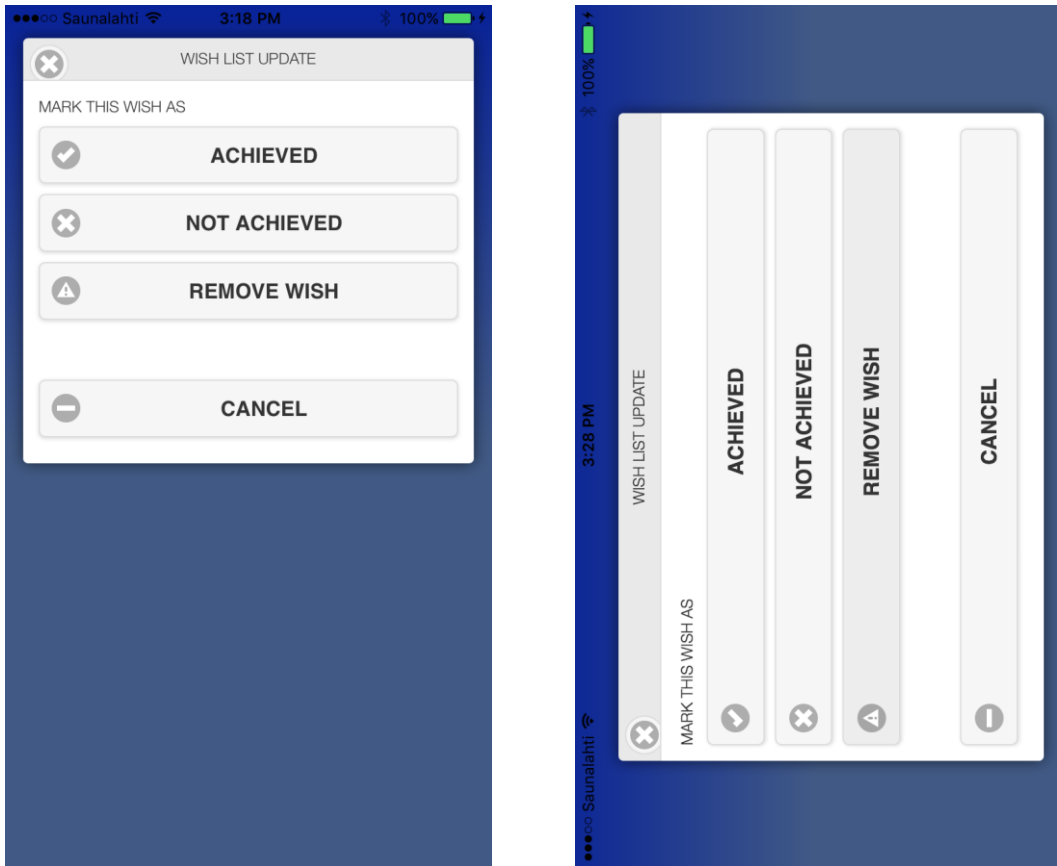 Saunalahti 3:18 PM 100%
WISH LIST UPDATE
MARK THIS WISH AS
ACHIEVED
NOT ACHIEVED
REMOVE WISH
CANCEL
Saunalahti 3:28 PM 100%
WISH LIST UPDATE
MARK THIS WISH AS
ACHIEVED
NOT ACHIEVED
REMOVE WISH
CANCEL